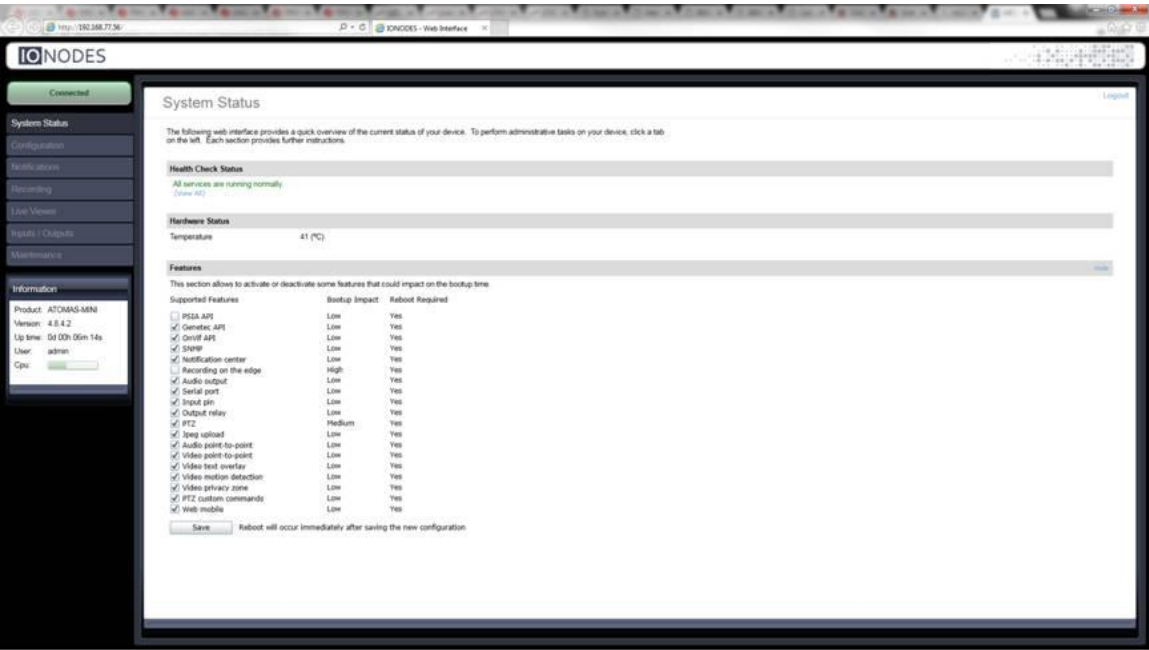 http://192.168.77.56/
IONODES - Web Interface
IONODES
Connected
Logout
System Status
Configuration
Notifications
Recording
Live Viewer
Inputs / Outputs
Maintenance
Information
Product: ATOMAS-MINI
Version: 4.8.4.2
Up time: 0d 00h 06m 14s
User: admin
Cpu:
System Status
The following web interface provides a quick overview of the current status of your device. To perform administrative tasks on your device, click a tab
on the left. Each section provides further instructions.
Health Check Status
All services are running normally.
[View All]
Hardware Status
Temperature 41 (ºC)
Features
Hide
This section allows to activate or deactivate some features that could impact on the bootup time
Supported Features Bootup Impact Reboot Required
PSIA API Low Yes
Genetec API Low Yes
OnVif API Low Yes
SNMP Low Yes
Notification center Low Yes
Recording on the edge High Yes
Audio output Low Yes
Serial port Low Yes
Input pin Low Yes
Output relay Low Yes
PTZ Medium Yes
Jpeg upload Low Yes
Audio point-to-point Low Yes
Video point-to-point Low Yes
Video text overlay Low Yes
Video motion detection Low Yes
Video privacy zone Low Yes
PTZ custom commands Low Yes
Web mobile Low Yes
Save Reboot will occur immediately after saving the new configuration